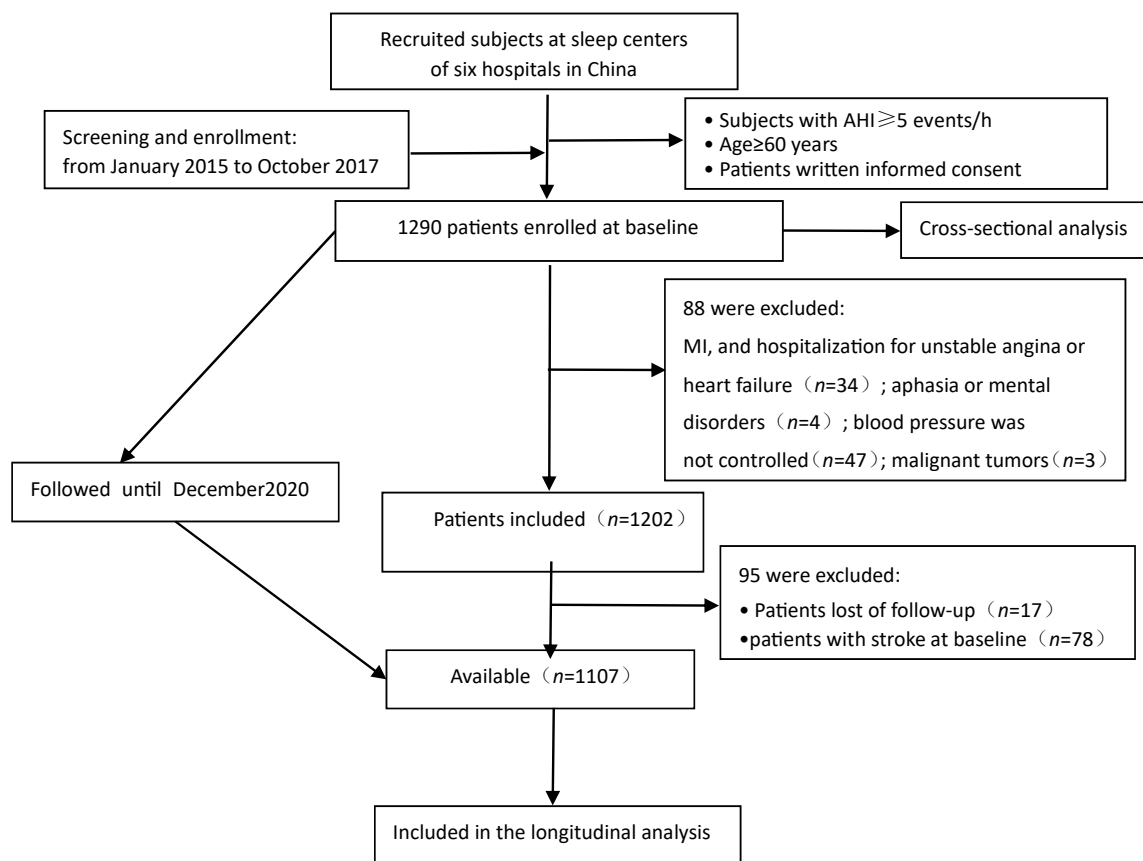 Recruited subjects at sleep centers
of six hospitals in China
Screening and enrollment:
from January 2015 to October 2017
• Subjects with AHI≥5 events/h
• Age≥60 years
• Patients written informed consent
1290 patients enrolled at baseline
Cross-sectional analysis
88 were excluded:
MI, and hospitalization for unstable angina or
heart failure（n=34）; aphasia or mental
disorders（n=4）; blood pressure was
not controlled（n=47）; malignant tumors（n=3）
Followed until December2020
Patients included（n=1202）
95 were excluded:
• Patients lost of follow-up（n=17）
•patients with stroke at baseline（n=78）
Available（n=1107）
Included in the longitudinal analysis